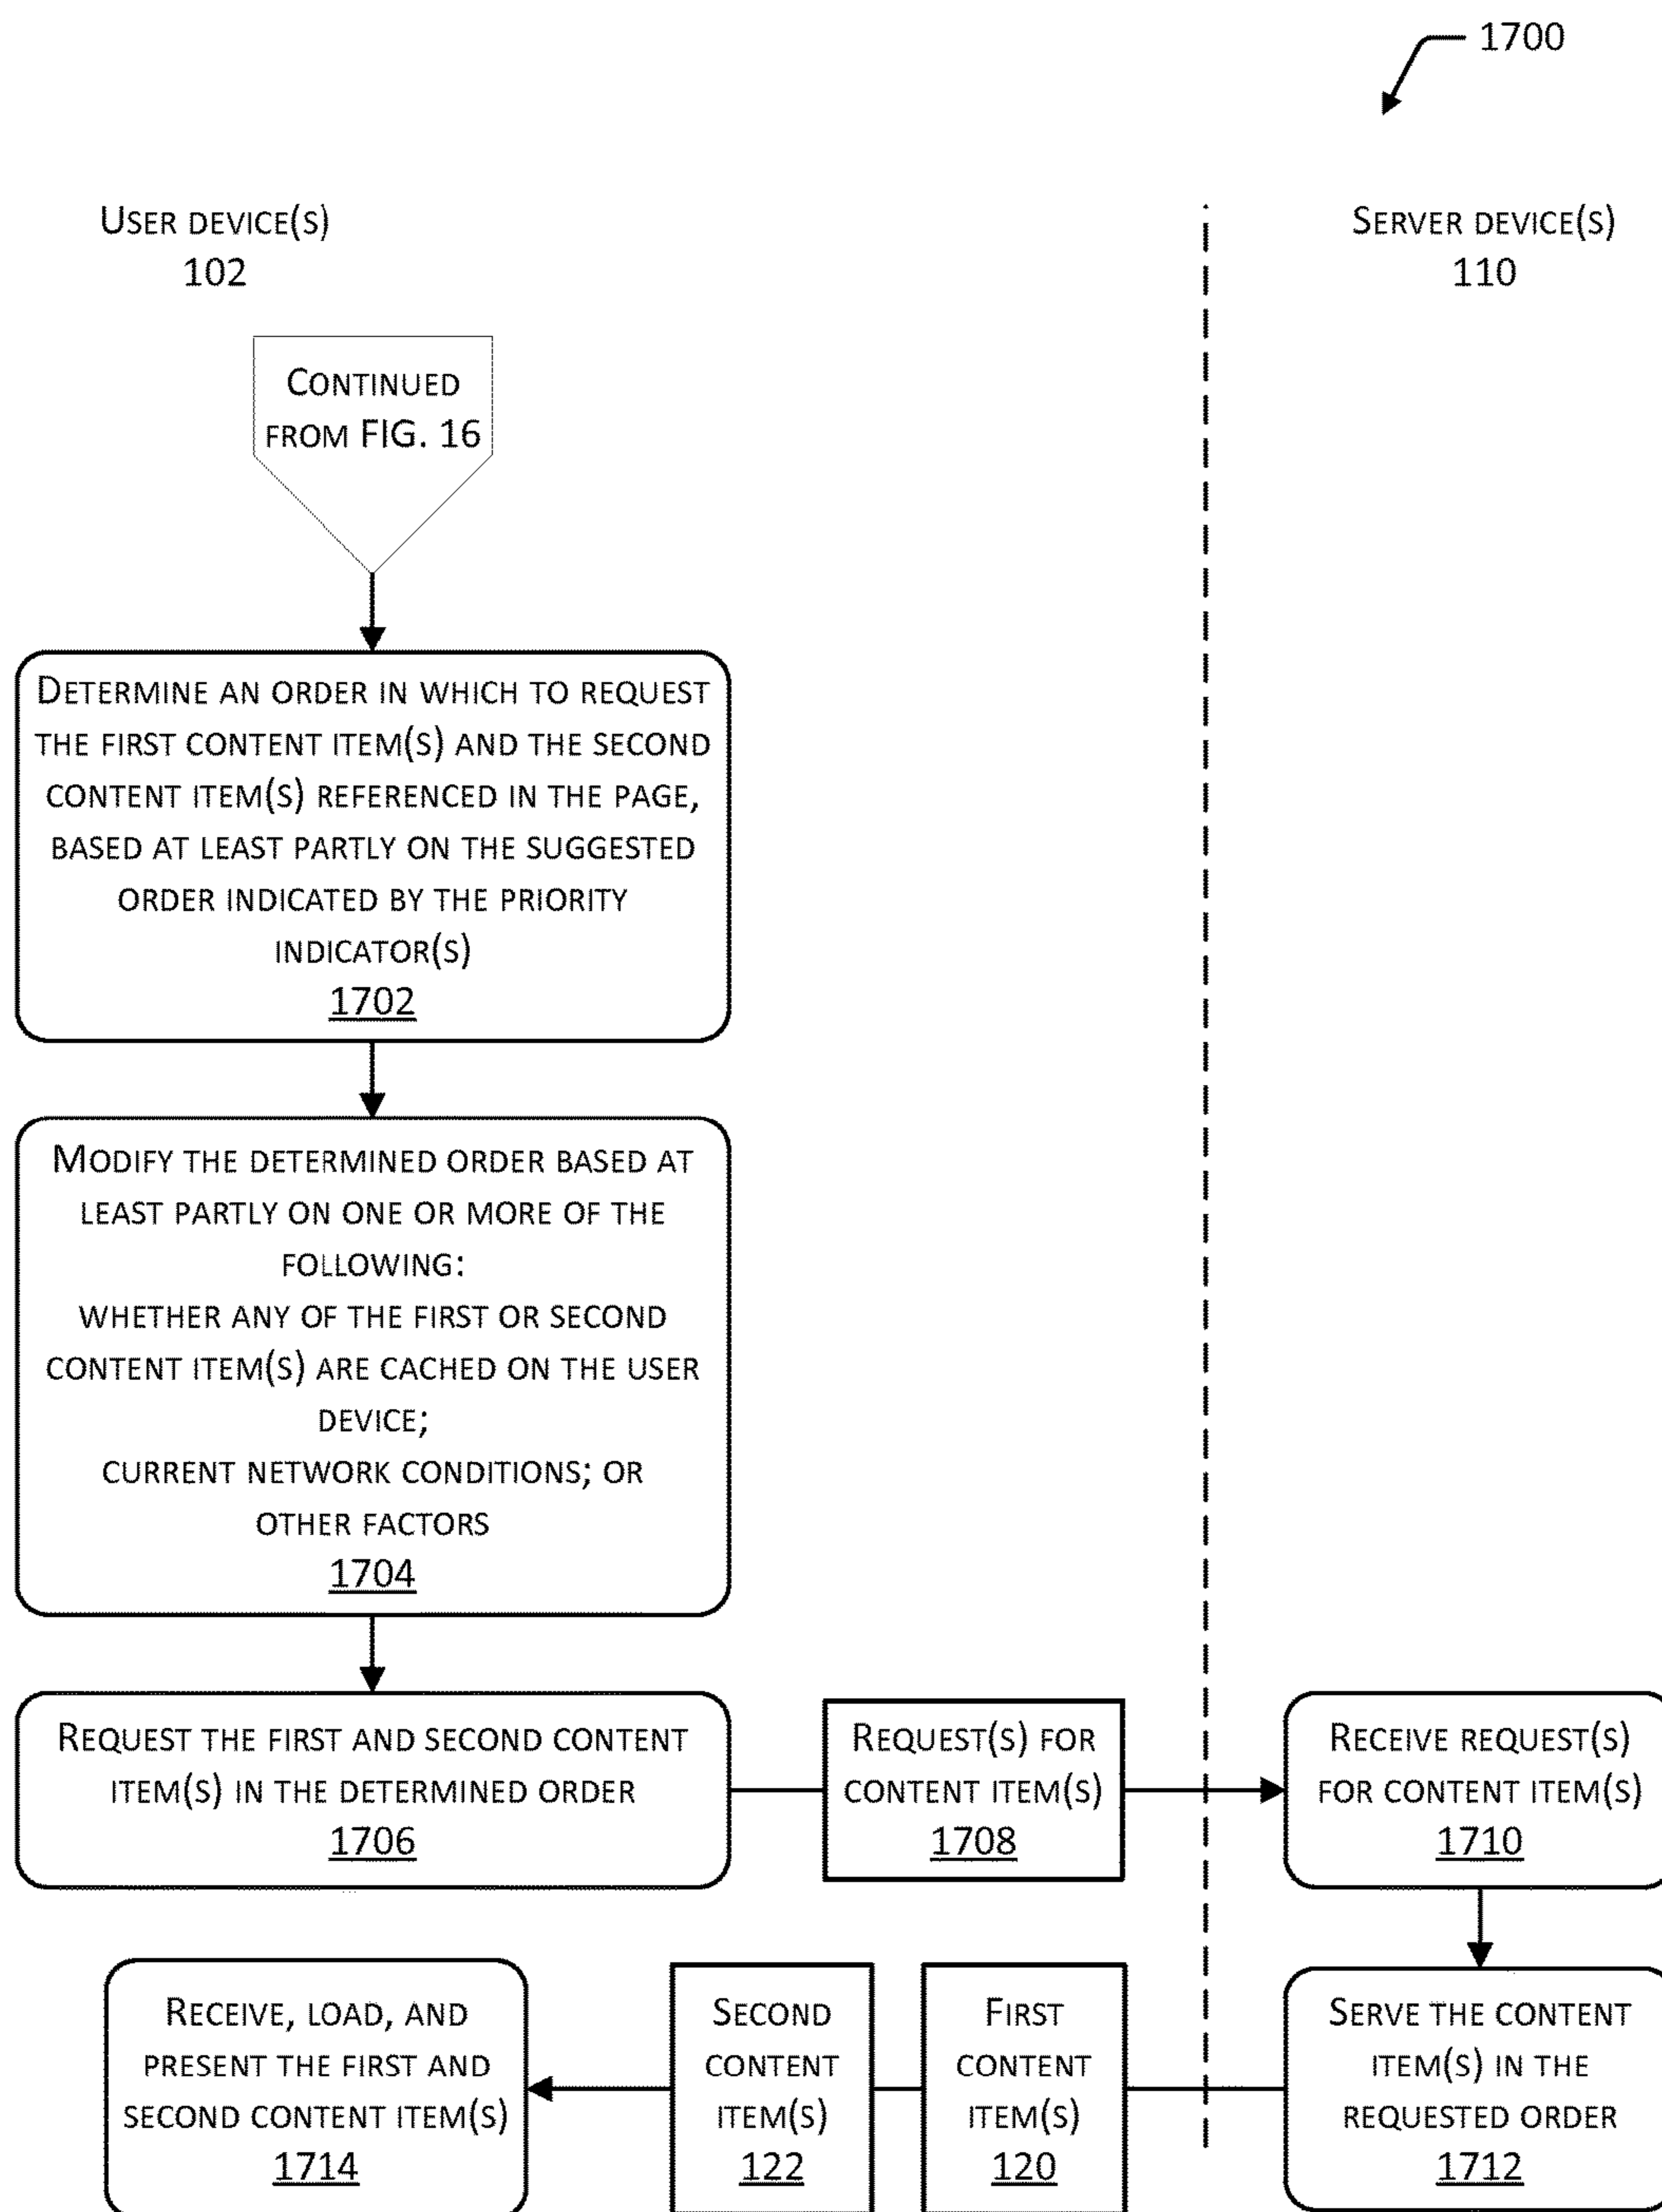 1700
User device(s)
102
Server device(s)
110
Continued
from FIG. 16
Determine an order in which to request
the first content item(s) and the second
content item(s) referenced in the page,
based at least partly on the suggested
order indicated by the priority
indicator(s)
1702
Modify the determined order based at
least partly on one or more of the
following:
whether any of the first or second
content item(s) are cached on the user
device;
current network conditions; or
other factors
1704
Request the first and second content
item(s) in the determined order
1706
Request(s) for
content item(s)
1708
Receive request(s)
for content item(s)
1710
Receive, load, and
present the first and
second content item(s)
1714
Second
content
item(s)
122
First
content
item(s)
120
Serve the content
item(s) in the
requested order
1712